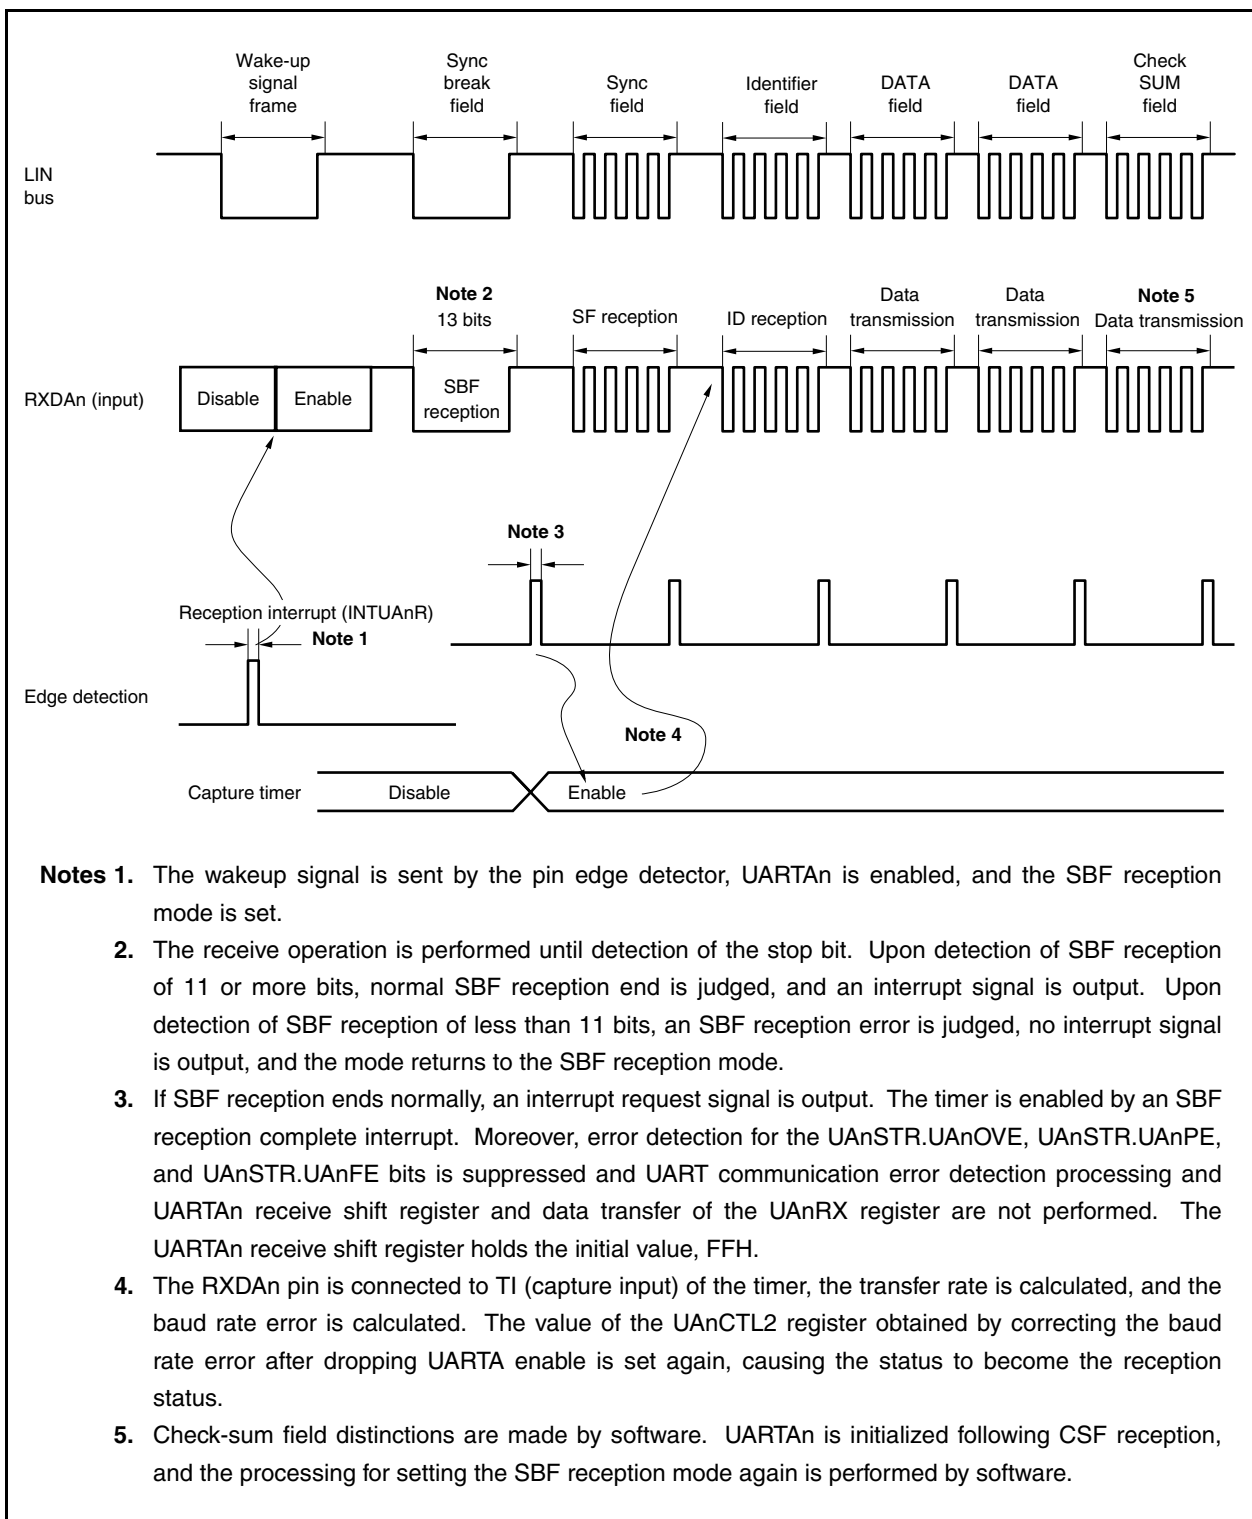 Wake-up
signal
frame
Sync
break
field
Sync
field
Identifier
field
DATA
field
DATA
field
Check
SUM
field
LIN
bus
Note 2
13 bits
SF reception
ID reception
Data
transmission
Data
transmission
Note 5
Data transmission
RXDAn (input)
Disable
Enable
SBF
reception
Note 3
Reception interrupt (INTUAnR)
Note 1
Edge detection
Note 4
Capture timer
Disable
Enable
Notes 1. The wakeup signal is sent by the pin edge detector, UARTAn is enabled, and the SBF reception
mode is set.
2. The receive operation is performed until detection of the stop bit. Upon detection of SBF reception
of 11 or more bits, normal SBF reception end is judged, and an interrupt signal is output. Upon
detection of SBF reception of less than 11 bits, an SBF reception error is judged, no interrupt signal
is output, and the mode returns to the SBF reception mode.
3. If SBF reception ends normally, an interrupt request signal is output. The timer is enabled by an SBF
reception complete interrupt. Moreover, error detection for the UAnSTR.UAnOVE, UAnSTR.UAnPE,
and UAnSTR.UAnFE bits is suppressed and UART communication error detection processing and
UARTAn receive shift register and data transfer of the UAnRX register are not performed. The
UARTAn receive shift register holds the initial value, FFH.
4. The RXDAn pin is connected to TI (capture input) of the timer, the transfer rate is calculated, and the
baud rate error is calculated. The value of the UAnCTL2 register obtained by correcting the baud
rate error after dropping UARTA enable is set again, causing the status to become the reception
status.
5. Check-sum field distinctions are made by software. UARTAn is initialized following CSF reception,
and the processing for setting the SBF reception mode again is performed by software.